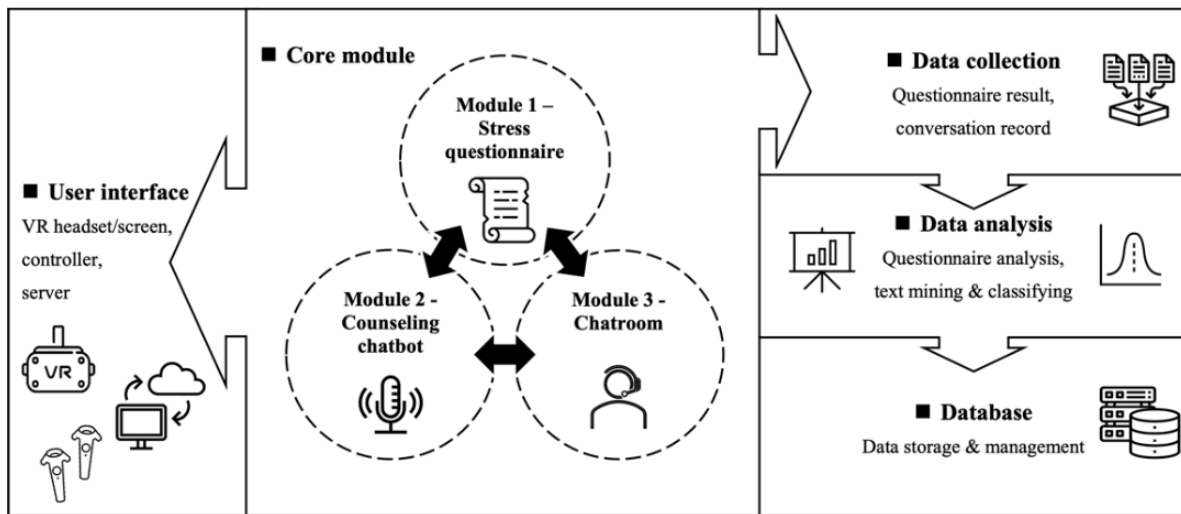 ■ Core module
Module 1 –
Stress
questionnaire
Module 2 -
Counseling
chatbot
Module 3 -
Chatroom
■ User interface
VR headset/screen,
controller,
server
VR
■ Data collection
Questionnaire result,
conversation record
■ Data analysis
Questionnaire analysis,
text mining & classifying
■ Database
Data storage & management